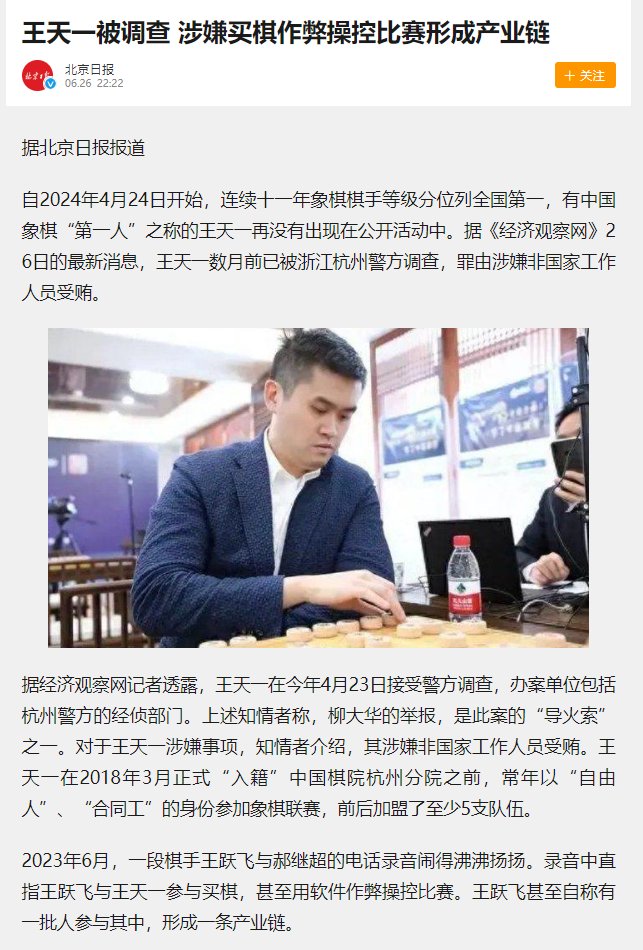 王天一被调查 涉嫌买棋作弊操控比赛形成产业链
北京日报
06.26 22:22
+ 关注
据北京日报报道
自2024年4月24日开始，连续十一年象棋棋手等级分位列全国第一，有中国
象棋“第一人”之称的王天一再没有出现在公开活动中。据《经济观察网》2
6日的最新消息，王天一数月前已被浙江杭州警方调查，罪由涉嫌非国家工作
人员受贿。
据经济观察网记者透露，王天一在今年4月23日接受警方调查，办案单位包括
杭州警方的经侦部门。上述知情者称，柳大华的举报，是此案的“导火索”
之一。对于王天一涉嫌事项，知情者介绍，其涉嫌非国家工作人员受贿。王
天一在2018年3月正式“入籍”中国棋院杭州分院之前，常年以“自由
人”、“合同工”的身份参加象棋联赛，前后加盟了至少5支队伍。
2023年6月，一段棋手王跃飞与郝继超的电话录音闹得沸沸扬扬。录音中直
指王跃飞与王天一参与买棋，甚至用软件作弊操控比赛。王跃飞甚至自称有
一批人参与其中，形成一条产业链。